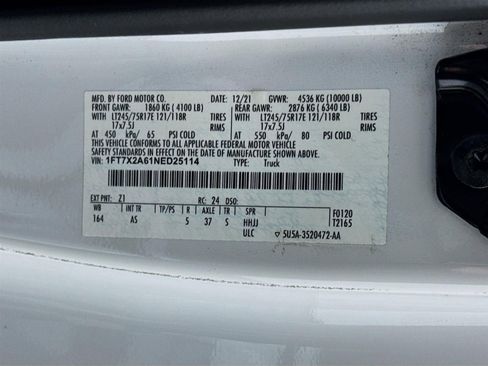 MFD. BY FORD MOTOR CO. DATE: 12/21 GVWR: 4536 KG (10000 LB)
FRONT GAWR: 1860 KG ( 4100 LB) REAR GAWR: 2876 KG ( 6340 LB)
WITH LT245/75R17E 121/118R TIRES WITH LT245/75R17E 121/118R TIRES
17x7.5J RIMS 17x7.5J RIMS
AT 450 kPa/ 65 PSI COLD AT 550 kPa/ 80 PSI COLD
THIS VEHICLE CONFORMS TO ALL APPLICABLE FEDERAL MOTOR VEHICLE
SAFETY STANDARDS IN EFFECT ON THE DATE OF MANUFACTURE SHOWN ABOVE.
VIN: 1FT7X2A61NED25114 TYPE: Truck
EXT PNT: Z1 RC: 24 DSO: F0120
WB INT TR TP/PS R AXLE TR SPR T2165
164 AS 5 37 S HHJJ
ULC 5U5A-3520472-AA